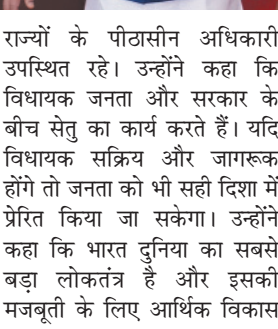 राज्यों के पीठासीन अधिकारी
उपस्थित रहे। उन्होंने कहा कि
विधायक जनता और सरकार के
बीच सेतु का कार्य करते हैं। यदि
विधायक सक्रिय और जागरूक
होंगे तो जनता को भी सही दिशा में
प्रेरित किया जा सकेगा। उन्होंने
कहा कि भारत दुनिया का सबसे
बड़ा लोकतंत्र है और इसकी
मजबूती के लिए आर्थिक विकास